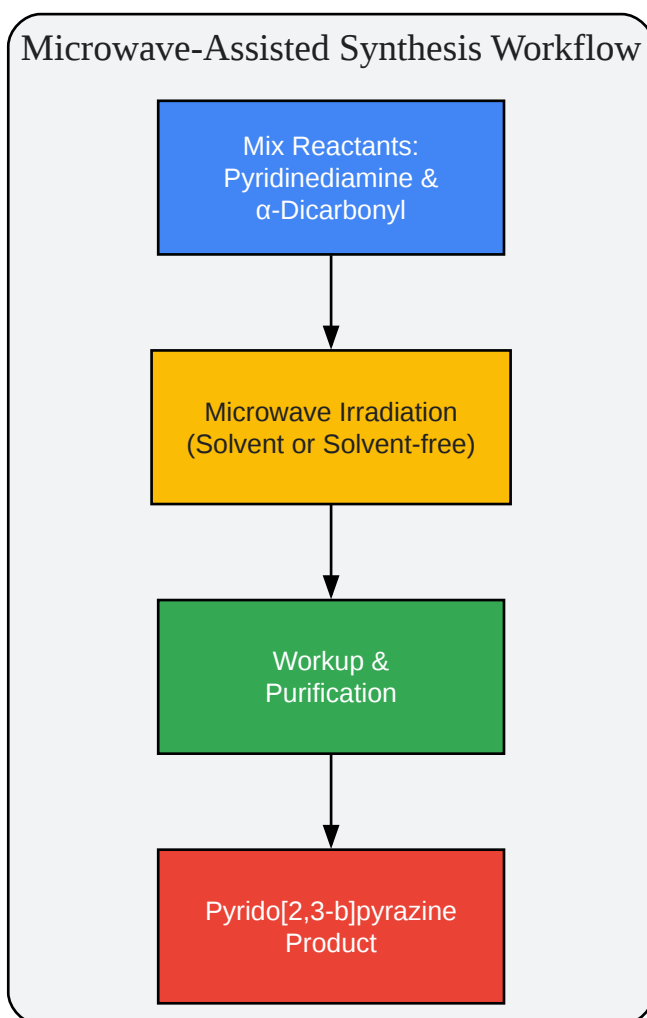 Microwave-Assisted Synthesis Workflow
Mix Reactants:
Pyridinediamine &
α-Dicarbonyl
Microwave Irradiation
(Solvent or Solvent-free)
Workup &
Purification
Pyrido[2,3-b]pyrazine
Product